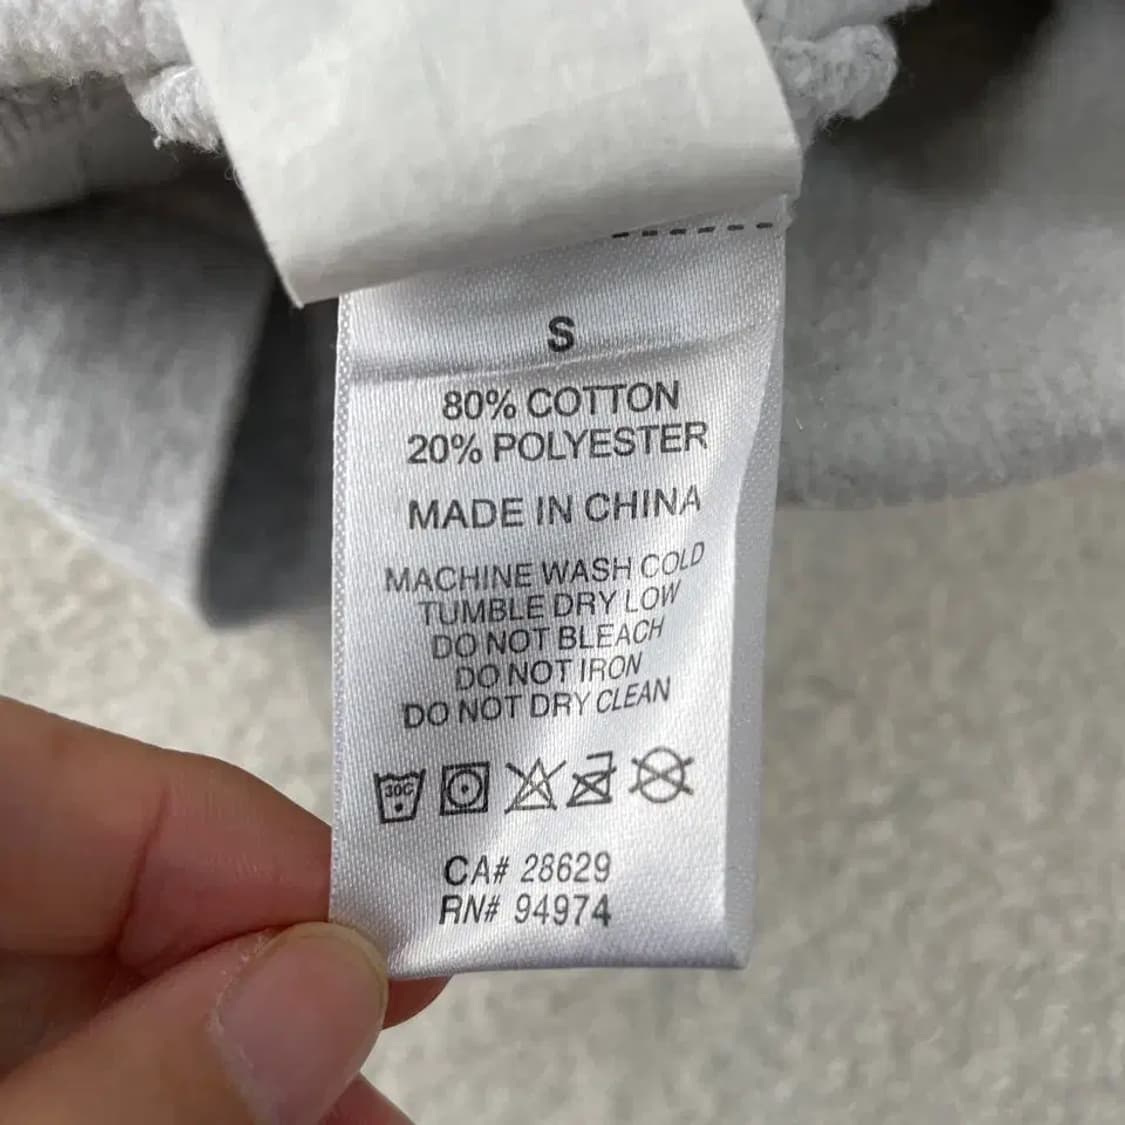 S
80% COTTON
20% POLYESTER
MADE IN CHINA
MACHINE WASH COLD
TUMBLE DRY LOW
DO NOT BLEACH
DO NOT IRON
DO NOT DRY CLEAN
30C
CA# 28629
RN# 94974